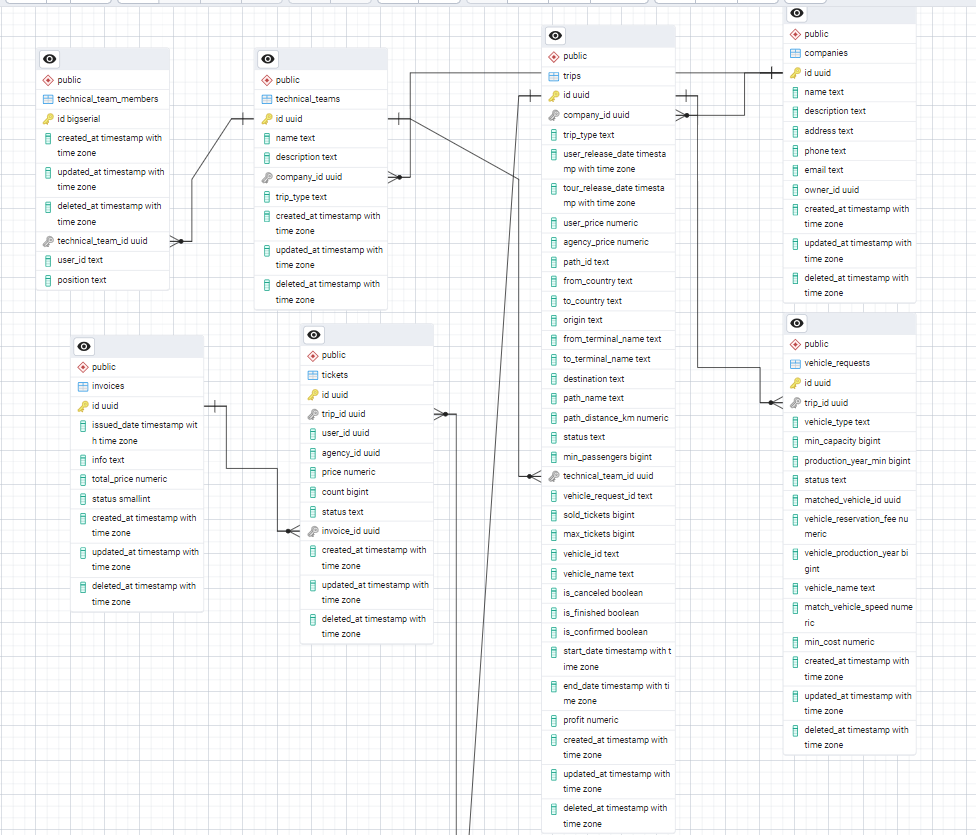 public
technical_team_members
id bigserial
created_at timestamp with
time zone
updated_at timestamp with
time zone
deleted_at timestamp with
time zone
technical_team_id uuid
user_id text
position text
public
technical_teams
id uuid
name text
description text
company_id uuid
trip_type text
created_at timestamp with
time zone
updated_at timestamp with
time zone
deleted_at timestamp with
time zone
public
invoices
id uuid
issued_date timestamp wit
h time zone
info text
total_price numeric
status smallint
created_at timestamp with
time zone
updated_at timestamp with
time zone
deleted_at timestamp with
time zone
public
tickets
id uuid
trip_id uuid
user_id uuid
agency_id uuid
price numeric
count bigint
status text
invoice_id uuid
created_at timestamp with
time zone
updated_at timestamp with
time zone
deleted_at timestamp with
time zone
public
trips
id uuid
company_id uuid
trip_type text
user_release_date timesta
mp with time zone
tour_release_date timesta
mp with time zone
user_price numeric
agency_price numeric
path_id text
from_country text
to_country text
origin text
from_terminal_name text
to_terminal_name text
destination text
path_name text
path_distance_km numeric
status text
min_passengers bigint
technical_team_id uuid
vehicle_request_id text
sold_tickets bigint
max_tickets bigint
vehicle_id text
vehicle_name text
is_canceled boolean
is_finished boolean
is_confirmed boolean
start_date timestamp with t
ime zone
end_date timestamp with ti
me zone
profit numeric
created_at timestamp with
time zone
updated_at timestamp with
time zone
deleted_at timestamp with
time zone
public
companies
id uuid
name text
description text
address text
phone text
email text
owner_id uuid
created_at timestamp with
time zone
updated_at timestamp with
time zone
deleted_at timestamp with
time zone
public
vehicle_requests
id uuid
trip_id uuid
vehicle_type text
min_capacity bigint
production_year_min bigint
status text
matched_vehicle_id uuid
vehicle_reservation_fee nu
meric
vehicle_production_year bi
gint
vehicle_name text
match_vehicle_speed nume
ric
min_cost numeric
created_at timestamp with
time zone
updated_at timestamp with
time zone
deleted_at timestamp with
time zone